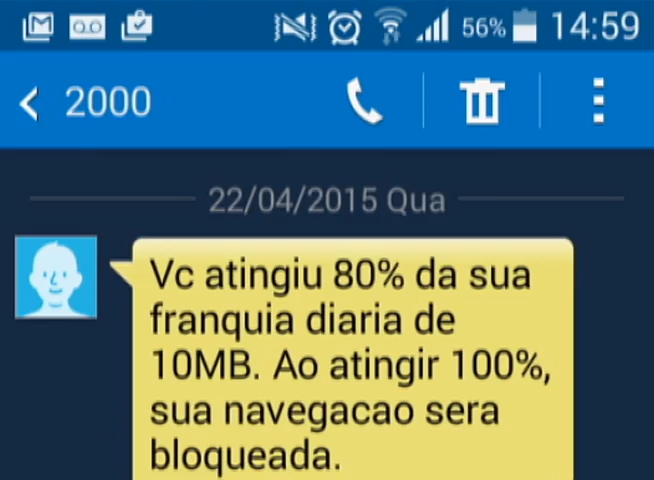 56% 14:59
2000
22/04/2015 Qua
Vc atingiu 80% da sua
franquia diaria de
10MB. Ao atingir 100%,
sua navegacao sera
bloqueada.